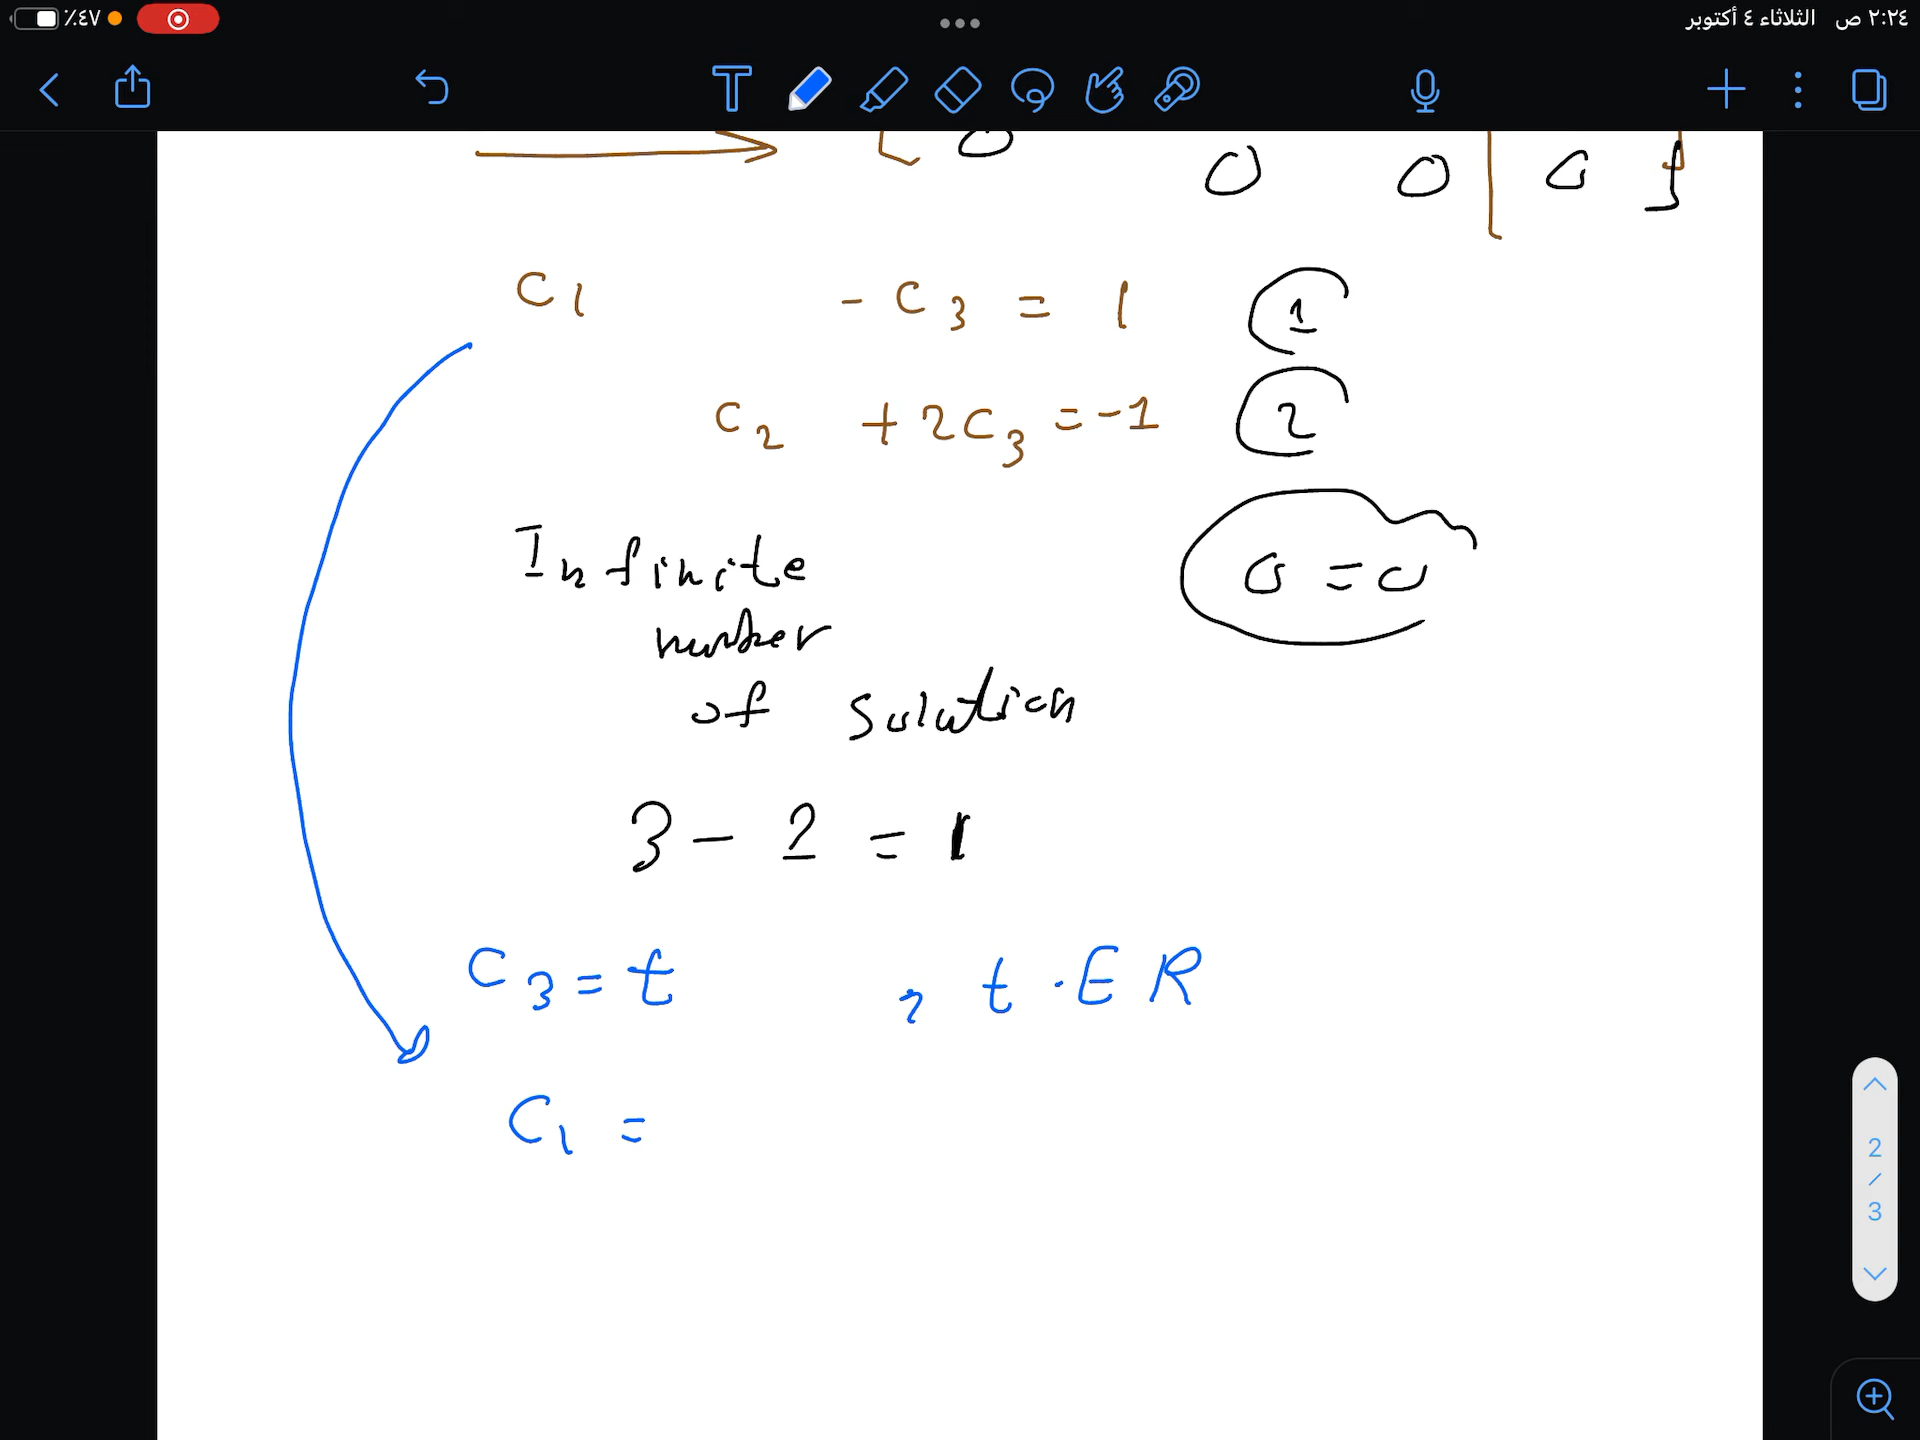 ٪٤٧
٢:٢٤ ص الثلاثاء ٤ أكتوبر
0 0 0 0
C1 - C3 = 1 1
C2 + 2C3 = -1 2
Infinite
number
of solution
0 = 0
3 - 2 = 1
C3 = t , t ∈ R
C1 =
2
/
3